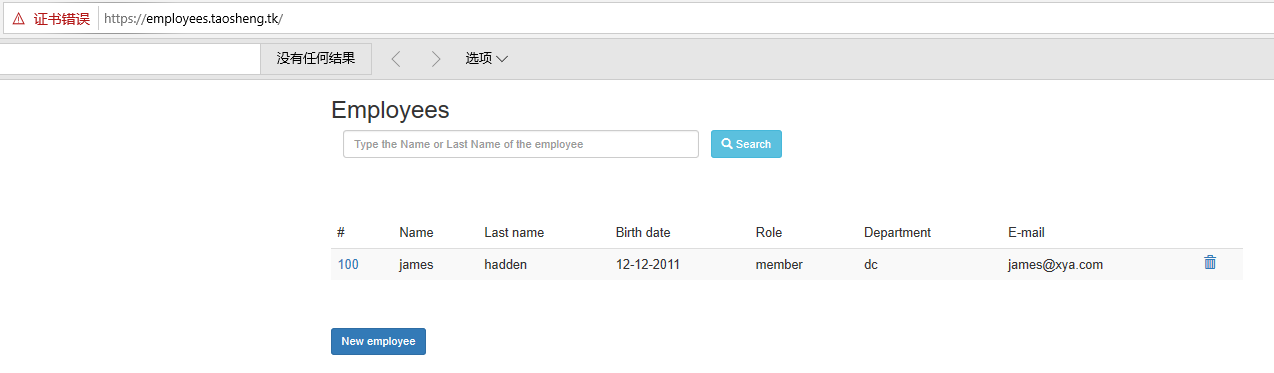 证书错误 https://employees.taosheng.tk/
没有任何结果 选项
Employees
Type the Name or Last Name of the employee Search
# Name Last name Birth date Role Department E-mail
100 james hadden 12-12-2011 member dc james@xya.com
New employee